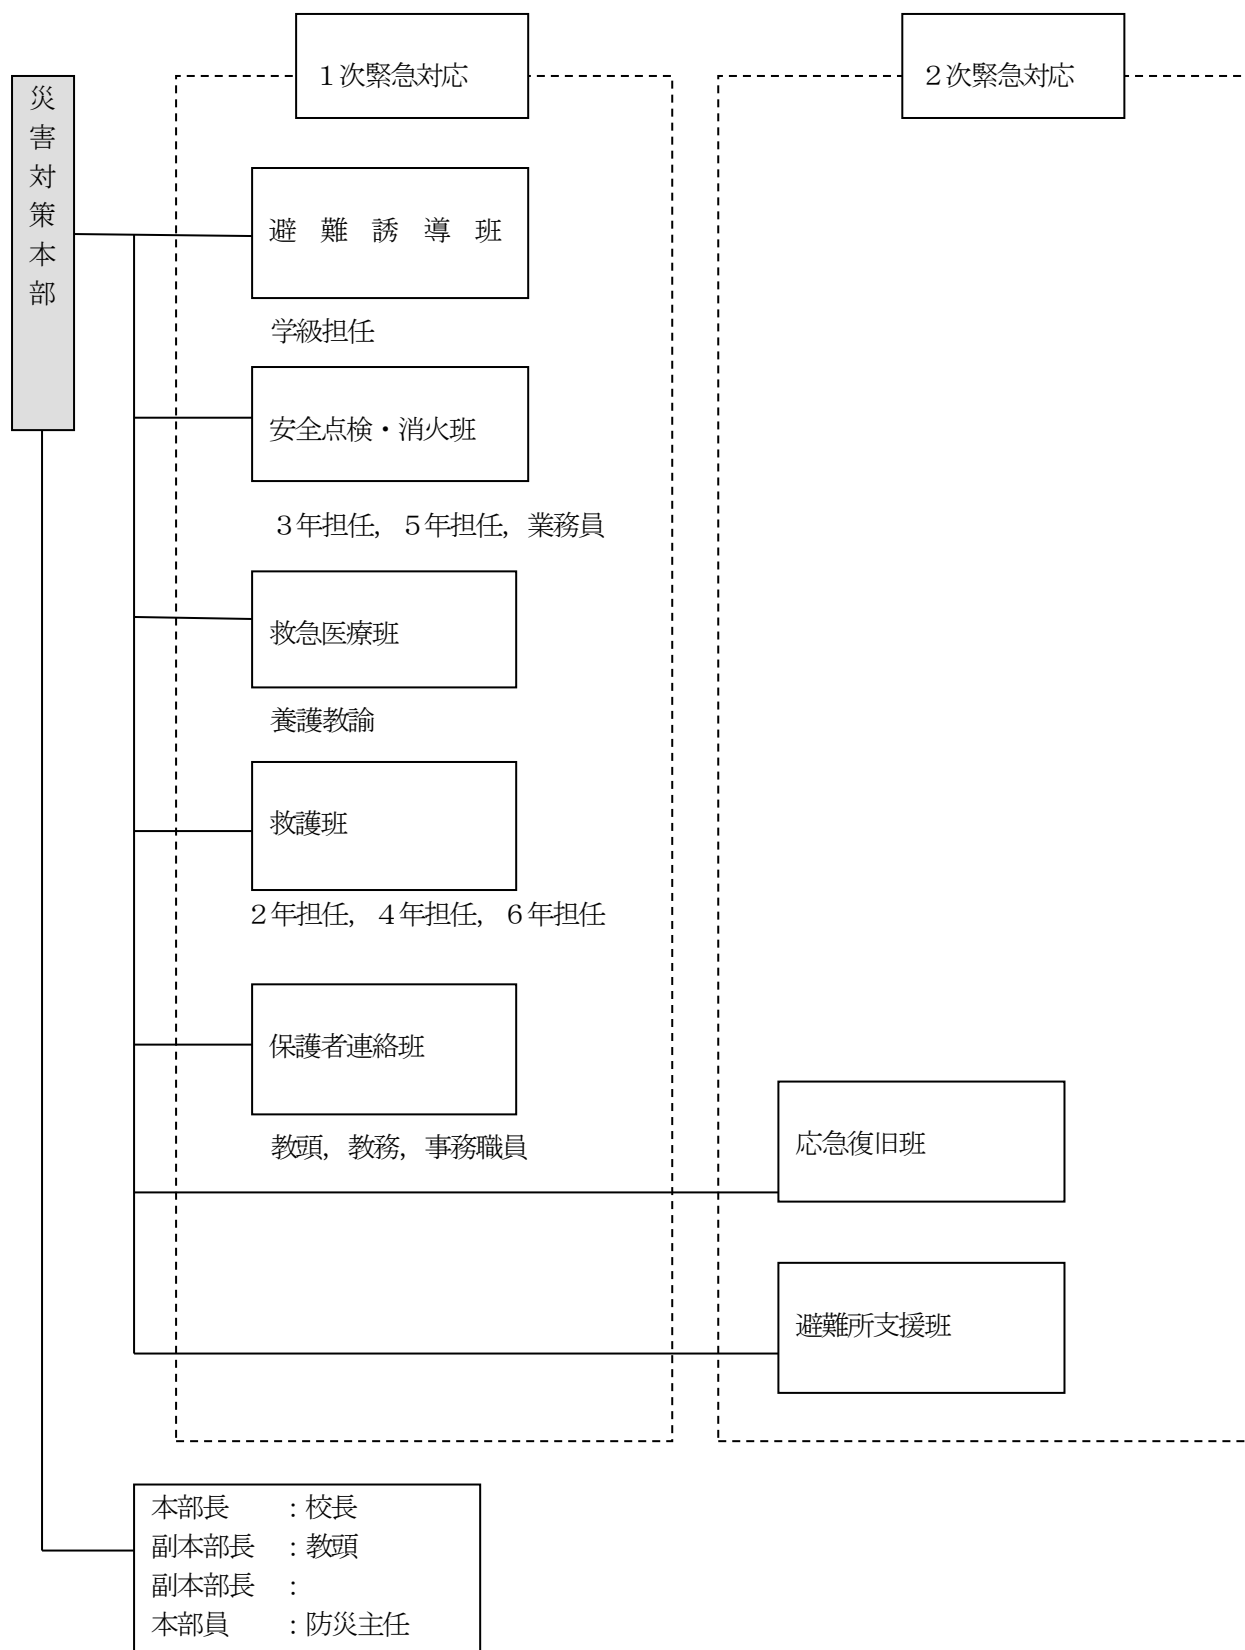 １次緊急対応
２次緊急対応
災害対策本部
避　難　誘　導　班
学級担任
安全点検・消火班
３年担任，５年担任，業務員
救急医療班
養護教諭
救護班
２年担任，４年担任，６年担任
保護者連絡班
教頭，教務，事務職員
応急復旧班
避難所支援班
本部長　　：校長
副本部長　：教頭
副本部長　：
本部員　　：防災主任